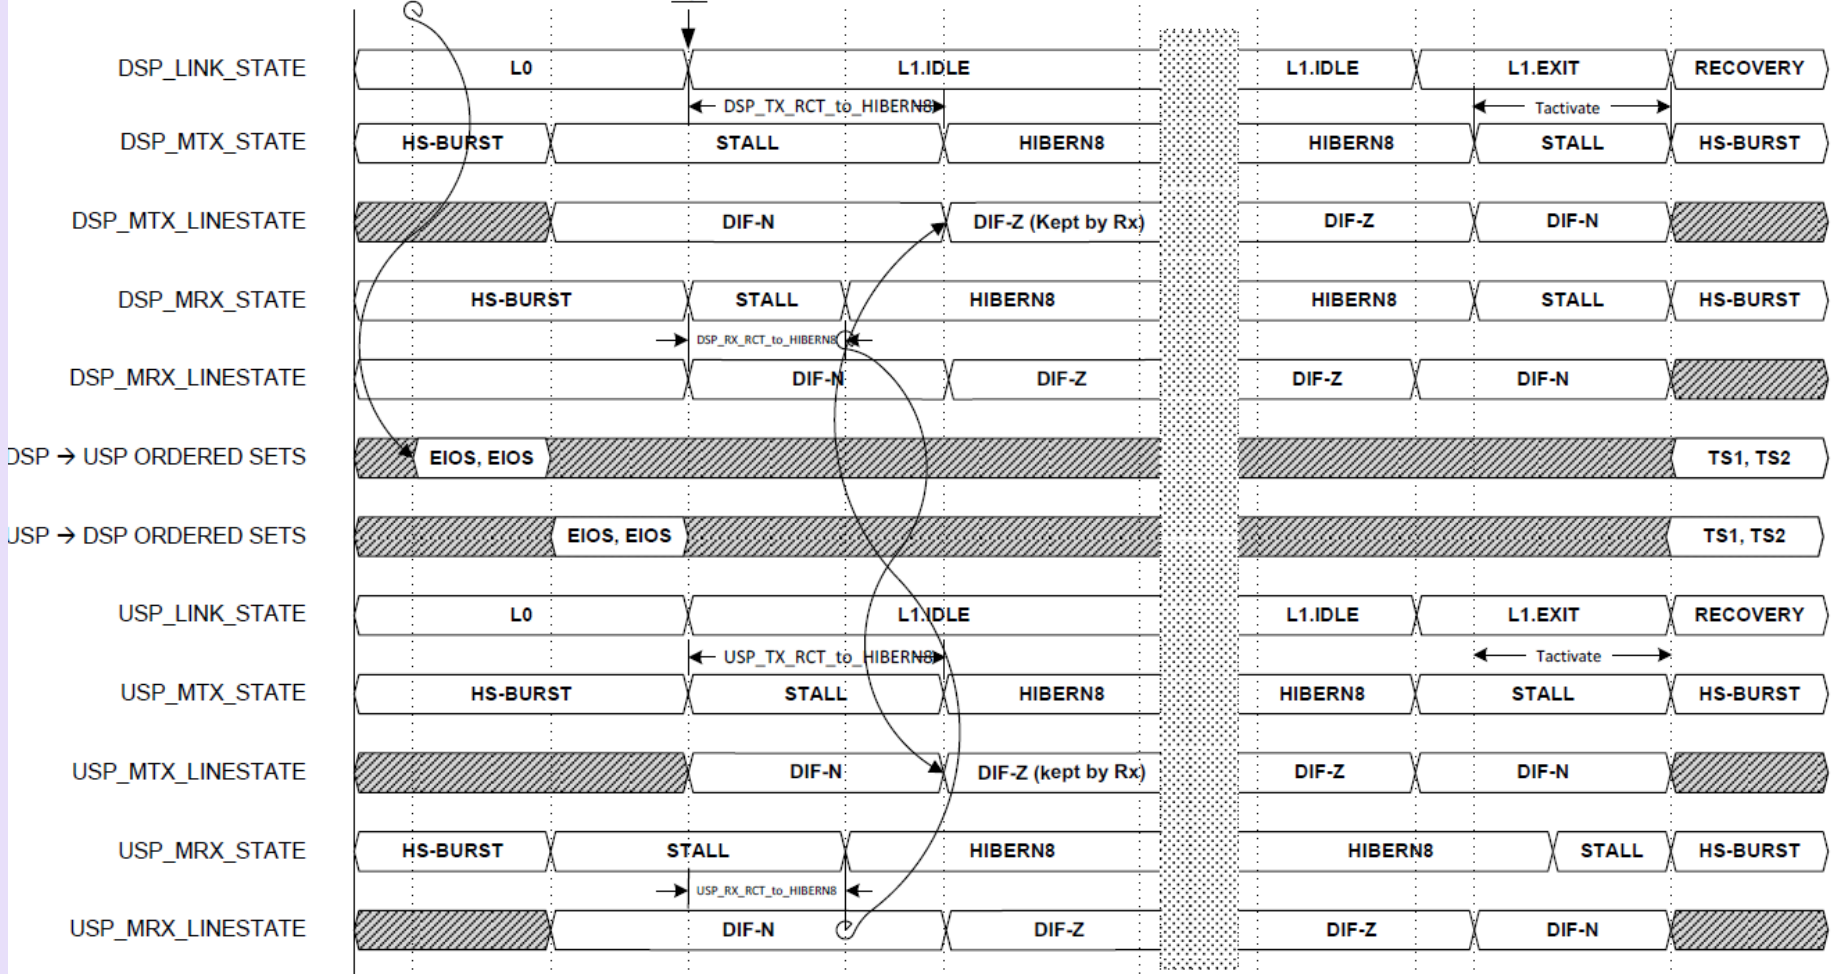 DSP_LINK_STATE L0 L1.IDLE L1.IDLE L1.EXIT RECOVERY
DSP_TX_RCT_to_HIBERN8 Tactivate
DSP_MTX_STATE HS-BURST STALL HIBERN8 HIBERN8 STALL HS-BURST
DSP_MTX_LINESTATE DIF-N DIF-Z (Kept by Rx) DIF-Z DIF-N
DSP_MRX_STATE HS-BURST STALL HIBERN8 HIBERN8 STALL HS-BURST
DSP_RX_RCT_to_HIBERN8
DSP_MRX_LINESTATE DIF-N DIF-Z DIF-Z DIF-N
DSP → USP ORDERED SETS EIOS, EIOS TS1, TS2
USP → DSP ORDERED SETS EIOS, EIOS TS1, TS2
USP_LINK_STATE L0 L1.IDLE L1.IDLE L1.EXIT RECOVERY
USP_TX_RCT_to_HIBERN8 Tactivate
USP_MTX_STATE HS-BURST STALL HIBERN8 HIBERN8 STALL HS-BURST
USP_MTX_LINESTATE DIF-N DIF-Z (kept by Rx) DIF-Z DIF-N
USP_MRX_STATE HS-BURST STALL HIBERN8 HIBERN8 STALL HS-BURST
USP_RX_RCT_to_HIBERN8
USP_MRX_LINESTATE DIF-N DIF-Z DIF-Z DIF-N